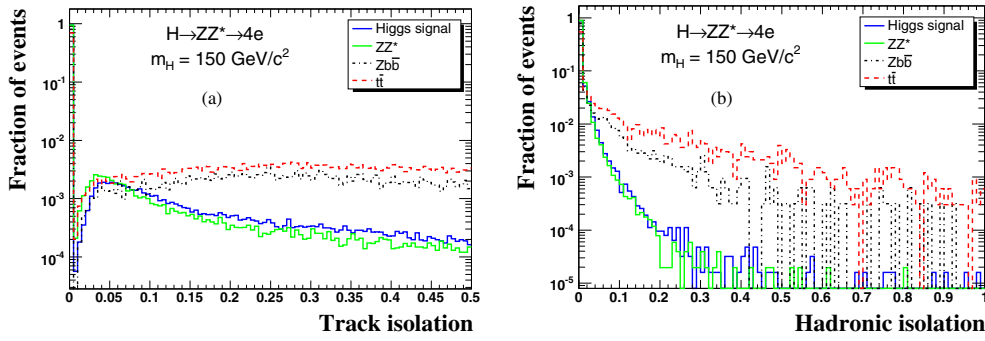 Fraction of events
H→ZZ*→4e
m_H = 150 GeV/c²
(a)
Higgs signal
ZZ*
Zbb̄
tt̄
1
10⁻¹
10⁻²
10⁻³
10⁻⁴
0 0.05 0.1 0.15 0.2 0.25 0.3 0.35 0.4 0.45 0.5
Track isolation
Fraction of events
H→ZZ*→4e
m_H = 150 GeV/c²
(b)
Higgs signal
ZZ*
Zbb̄
tt̄
1
10⁻¹
10⁻²
10⁻³
10⁻⁴
10⁻⁵
0 0.1 0.2 0.3 0.4 0.5 0.6 0.7 0.8 0.9 1
Hadronic isolation